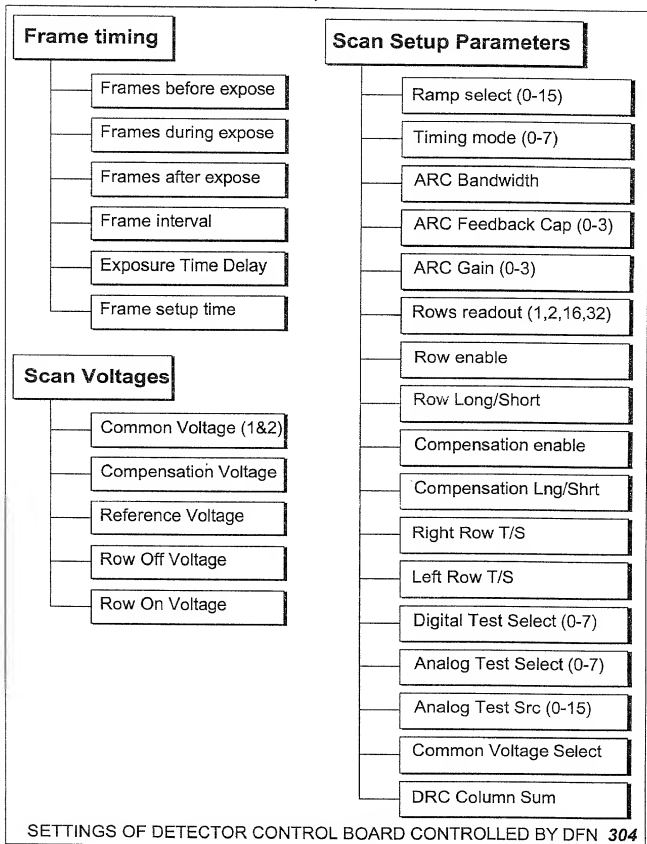 Frame timing
Frames before expose
Frames during expose
Frames after expose
Frame interval
Exposure Time Delay
Frame setup time
Scan Voltages
Common Voltage (1&2)
Compensation Voltage
Reference Voltage
Row Off Voltage
Row On Voltage
Scan Setup Parameters
Ramp select (0-15)
Timing mode (0-7)
ARC Bandwidth
ARC Feedback Cap (0-3)
ARC Gain (0-3)
Rows readout (1,2,16,32)
Row enable
Row Long/Short
Compensation enable
Compensation Lng/Shrt
Right Row T/S
Left Row T/S
Digital Test Select (0-7)
Analog Test Select (0-7)
Analog Test Src (0-15)
Common Voltage Select
DRC Column Sum
SETTINGS OF DETECTOR CONTROL BOARD CONTROLLED BY DFN 304